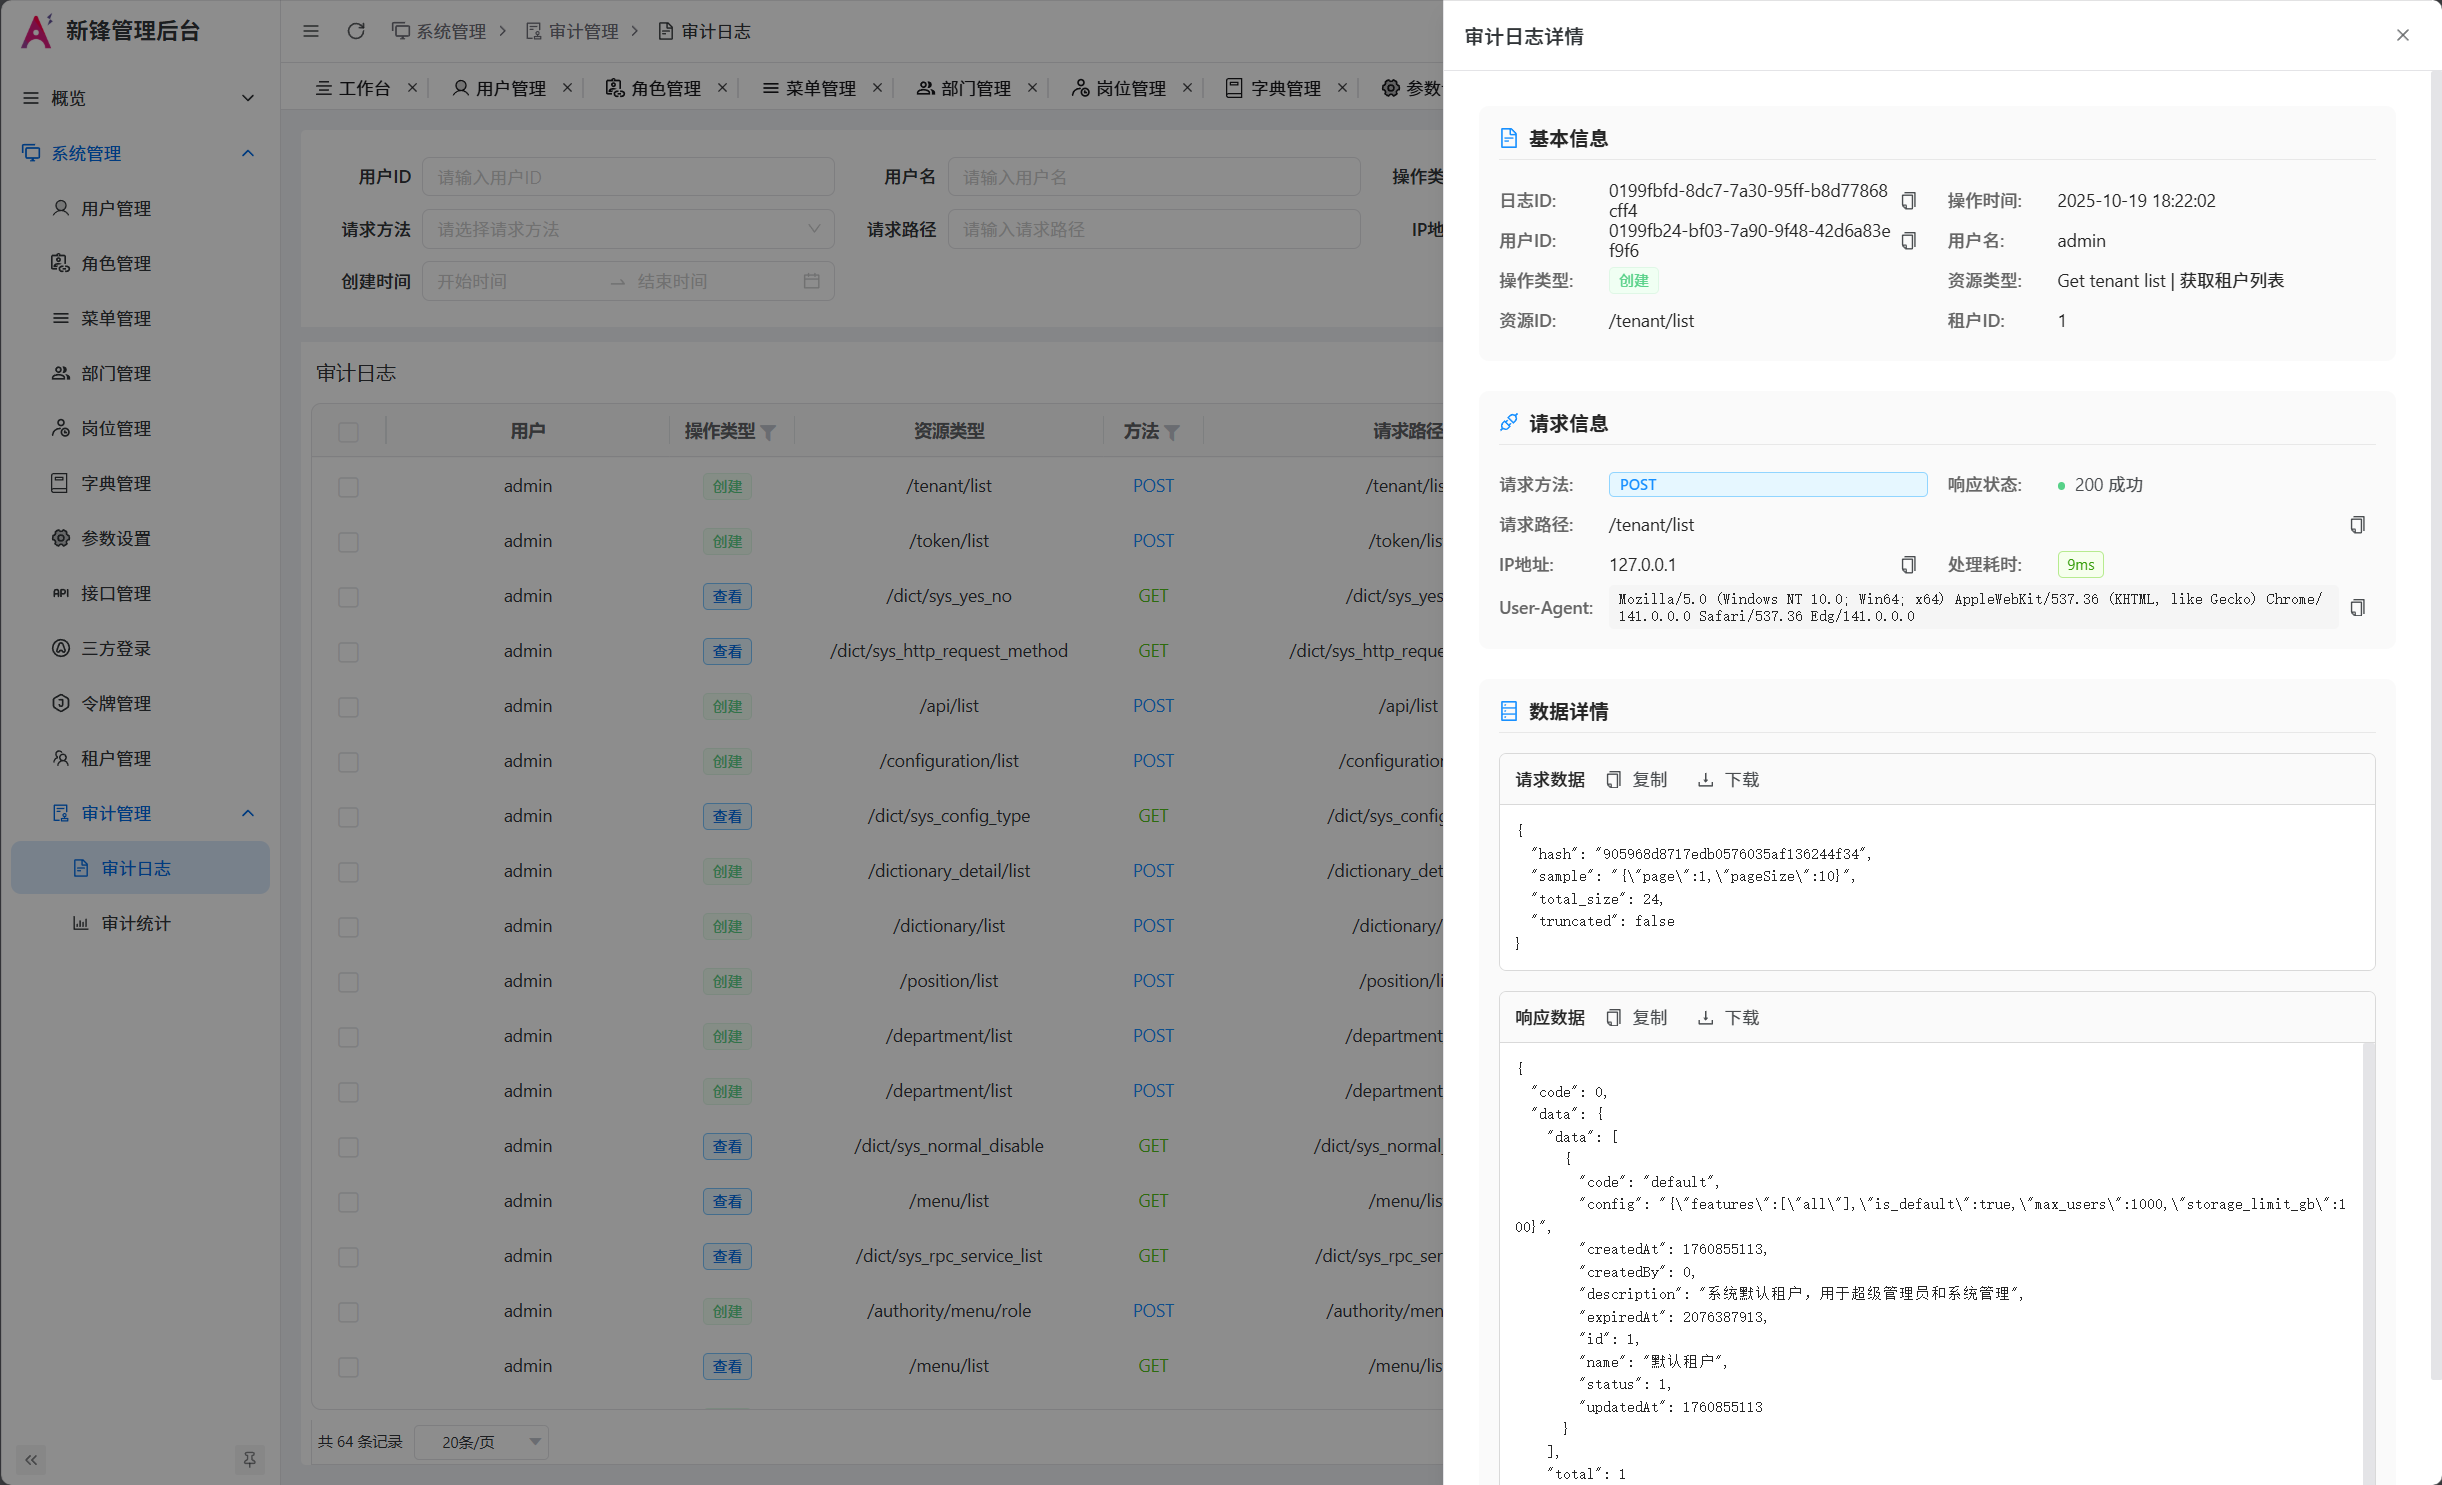 新锋管理后台
概览
系统管理
用户管理
角色管理
菜单管理
部门管理
岗位管理
字典管理
参数设置
接口管理
三方登录
令牌管理
租户管理
审计管理
审计日志
审计统计
系统管理 > 审计管理 > 审计日志
工作台 × 用户管理 × 角色管理 × 菜单管理 × 部门管理 × 岗位管理 × 字典管理 × 参数
用户ID 请输入用户ID 用户名 请输入用户名 操作类
请求方法 请选择请求方法 请求路径 请输入请求路径 IP地
创建时间 开始时间 → 结束时间
审计日志
用户 操作类型 资源类型 方法 请求路径
admin 创建 /tenant/list POST /tenant/lis
admin 创建 /token/list POST /token/lis
admin 查看 /dict/sys_yes_no GET /dict/sys_yes
admin 查看 /dict/sys_http_request_method GET /dict/sys_http_reque
admin 创建 /api/list POST /api/list
admin 创建 /configuration/list POST /configuration
admin 查看 /dict/sys_config_type GET /dict/sys_config
admin 创建 /dictionary_detail/list POST /dictionary_det
admin 创建 /dictionary/list POST /dictionary/
admin 创建 /position/list POST /position/li
admin 创建 /department/list POST /department
admin 创建 /department/list POST /department
admin 查看 /dict/sys_normal_disable GET /dict/sys_normal_
admin 查看 /menu/list GET /menu/lis
admin 查看 /dict/sys_rpc_service_list GET /dict/sys_rpc_ser
admin 创建 /authority/menu/role POST /authority/men
admin 查看 /menu/list GET /menu/lis
共 64 条记录 20条/页
审计日志详情
基本信息
日志ID: 0199fbfd-8dc7-7a30-95ff-b8d77868
cff4
操作时间: 2025-10-19 18:22:02
用户ID: 0199fb24-bf03-7a90-9f48-42d6a83e
f9f6
用户名: admin
操作类型: 创建 资源类型: Get tenant list | 获取租户列表
资源ID: /tenant/list 租户ID: 1
请求信息
请求方法: POST 响应状态: 200 成功
请求路径: /tenant/list
IP地址: 127.0.0.1 处理耗时: 9ms
User-Agent: Mozilla/5.0 (Windows NT 10.0; Win64; x64) AppleWebKit/537.36 (KHTML, like Gecko) Chrome/
141.0.0.0 Safari/537.36 Edg/141.0.0.0
数据详情
请求数据 复制 下载
{
"hash": "905968d8717edb0576035af136244f34",
"sample": "{\"page\":1,\"pageSize\":10}",
"total_size": 24,
"truncated": false
}
响应数据 复制 下载
{
"code": 0,
"data": {
"data": [
{
"code": "default",
"config": "{\"features\":[\"all\"],\"is_default\":true,\"max_users\":1000,\"storage_limit_gb\":1
00}",
"createdAt": 1760855113,
"createdBy": 0,
"description": "系统默认租户，用于超级管理员和系统管理",
"expiredAt": 2076387913,
"id": 1,
"name": "默认租户",
"status": 1,
"updatedAt": 1760855113
}
],
"total": 1